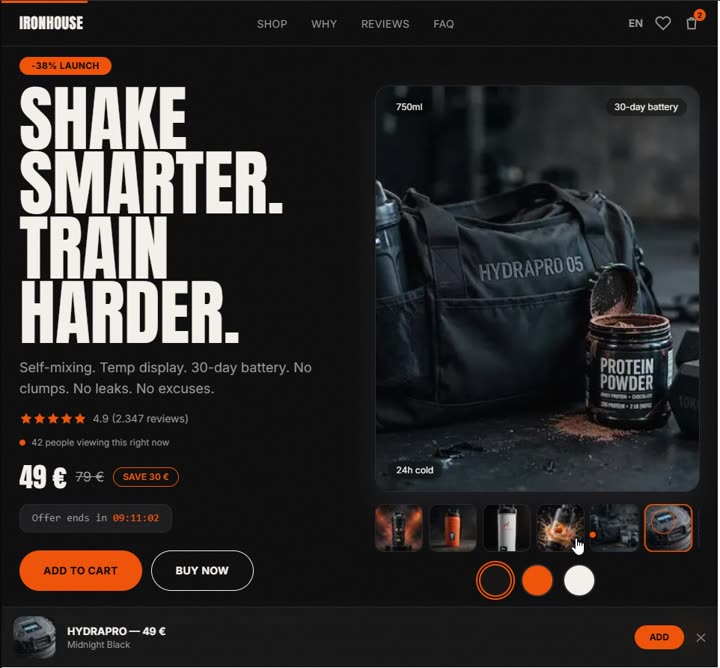 IRONHOUSE
SHOP
WHY
REVIEWS
FAQ
EN
2
-38% LAUNCH
SHAKE
SMARTER.
TRAIN
HARDER.
Self-mixing. Temp display. 30-day battery. No
clumps. No leaks. No excuses.
4.9 (2.347 reviews)
42 people viewing this right now
49 € 79 € SAVE 30 €
Offer ends in 09:11:02
ADD TO CART
BUY NOW
750ml
30-day battery
HYDRAPRO 05
PROTEIN
POWDER
24h cold
HYDRAPRO — 49 €
Midnight Black
ADD